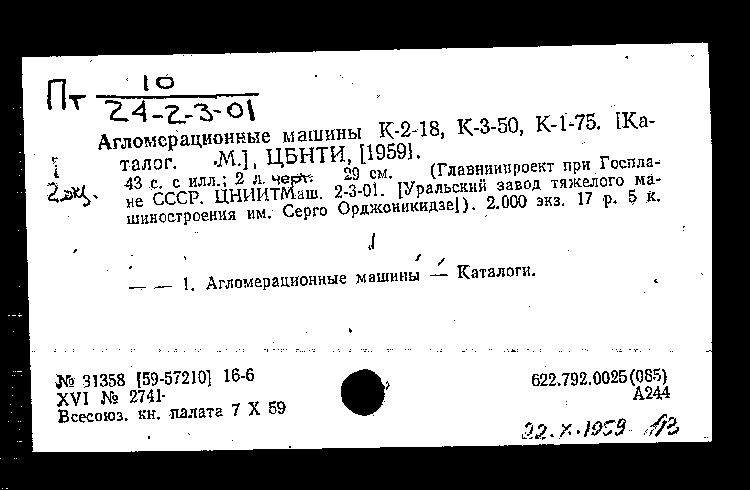 Пт 10
24-2-3-01
Агломерационные машины К-2-18, К-3-50, К-1-75. [Ка-
талог. М.], ЦБНТИ, [1959].
43 с. с илл.; 2 л. черт. 29 см. (Главниипроект при Госпла-
не СССР. ЦНИИТМаш. 2-3-01. [Уральский завод тяжелого ма-
шиностроения им. Серго Орджоникидзе]). 2.000 экз. 17 р. 5 к.
2 экз.
— — 1. Агломерационные машины — Каталоги.
№ 31358 [59-57210] 16-6
XVI № 2741-
Всесоюз. кн. палата 7 X 59
622.792.0025(085)
А244
22.X.1959